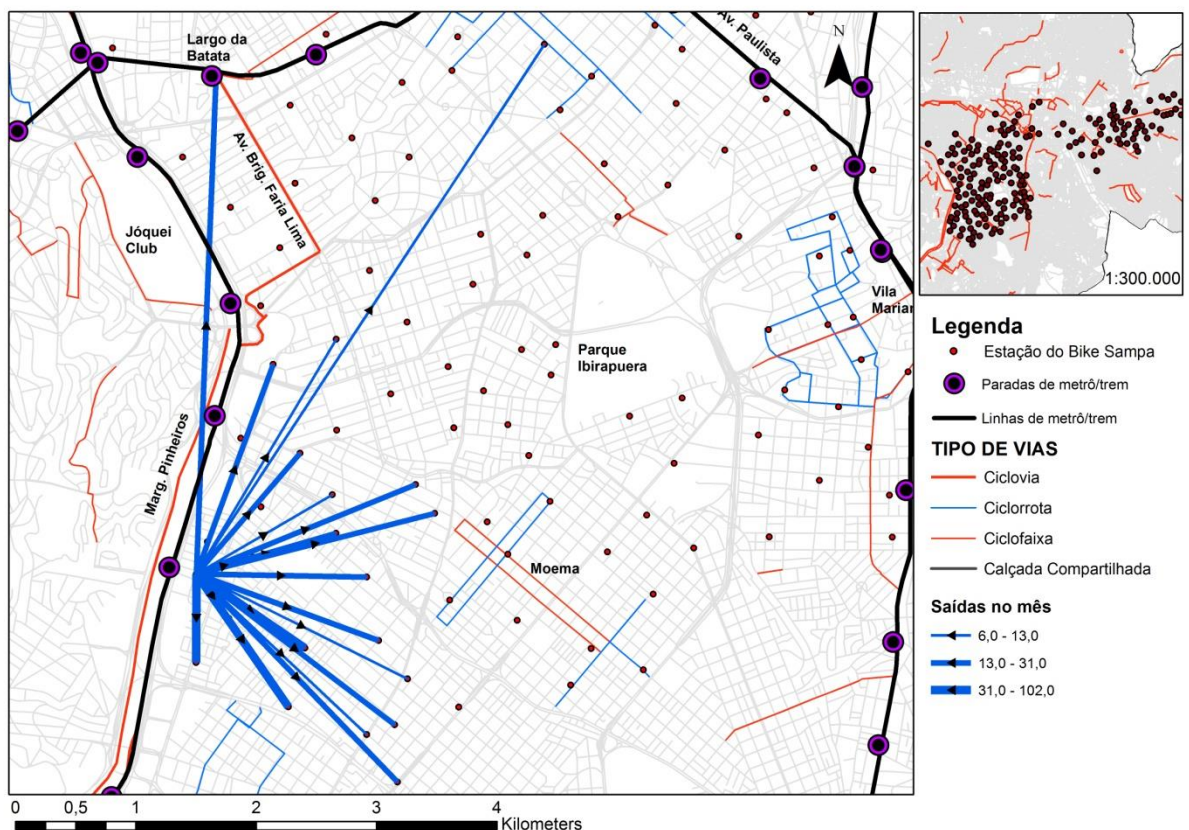 Largo da
Batata
Av. Paulista
N
Av. Brig. Faria Lima
Jóquei
Club
Vila
Marian
Parque
Ibirapuera
Marg. Pinheiros
Moema
0 0,5 1 2 3 4
Kilometers
1:300.000
Legenda
Estação do Bike Sampa
Paradas de metrô/trem
Linhas de metrô/trem
TIPO DE VIAS
Ciclovia
Ciclorrota
Ciclofaixa
Calçada Compartilhada
Saídas no mês
6,0 - 13,0
13,0 - 31,0
31,0 - 102,0